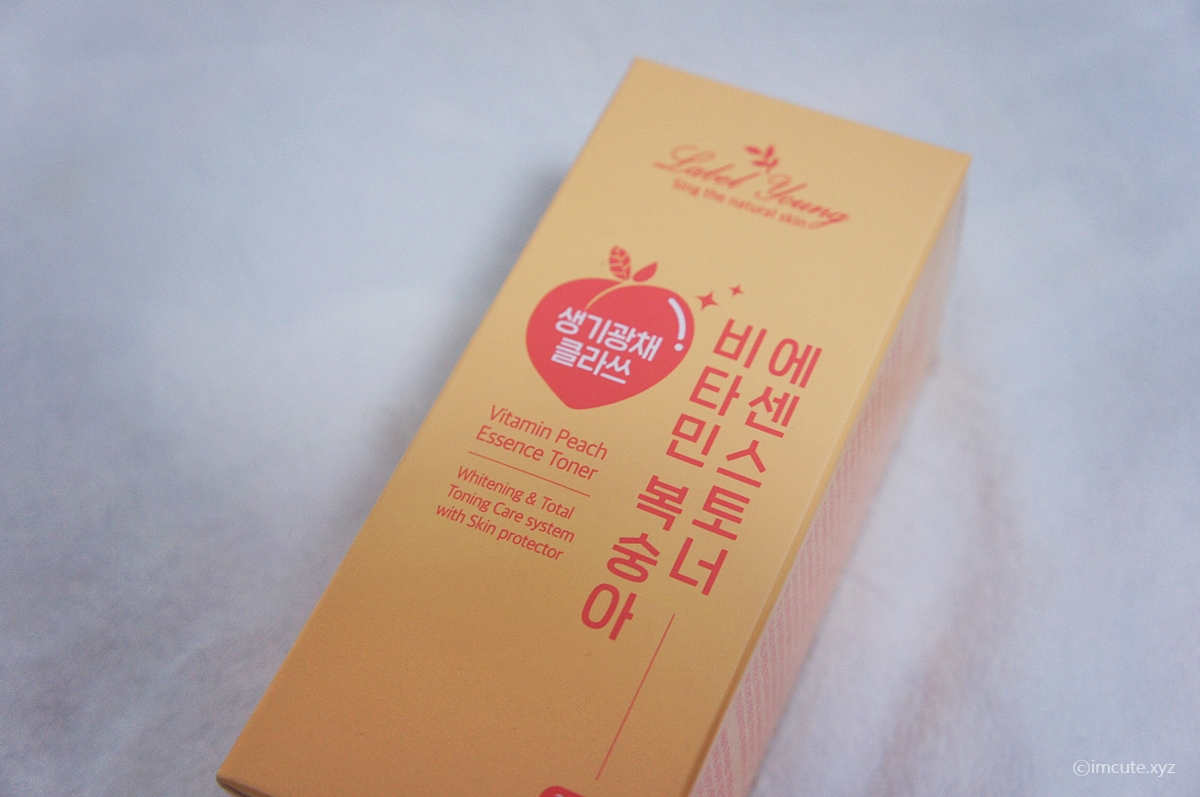 Label Young
Sing the natural skin
생기광채
클라쓰
비타민 복숭아
에센스토너
Vitamin Peach
Essence Toner
Whitening & Total
Toning Care system
with Skin protector
©imcute.xyz